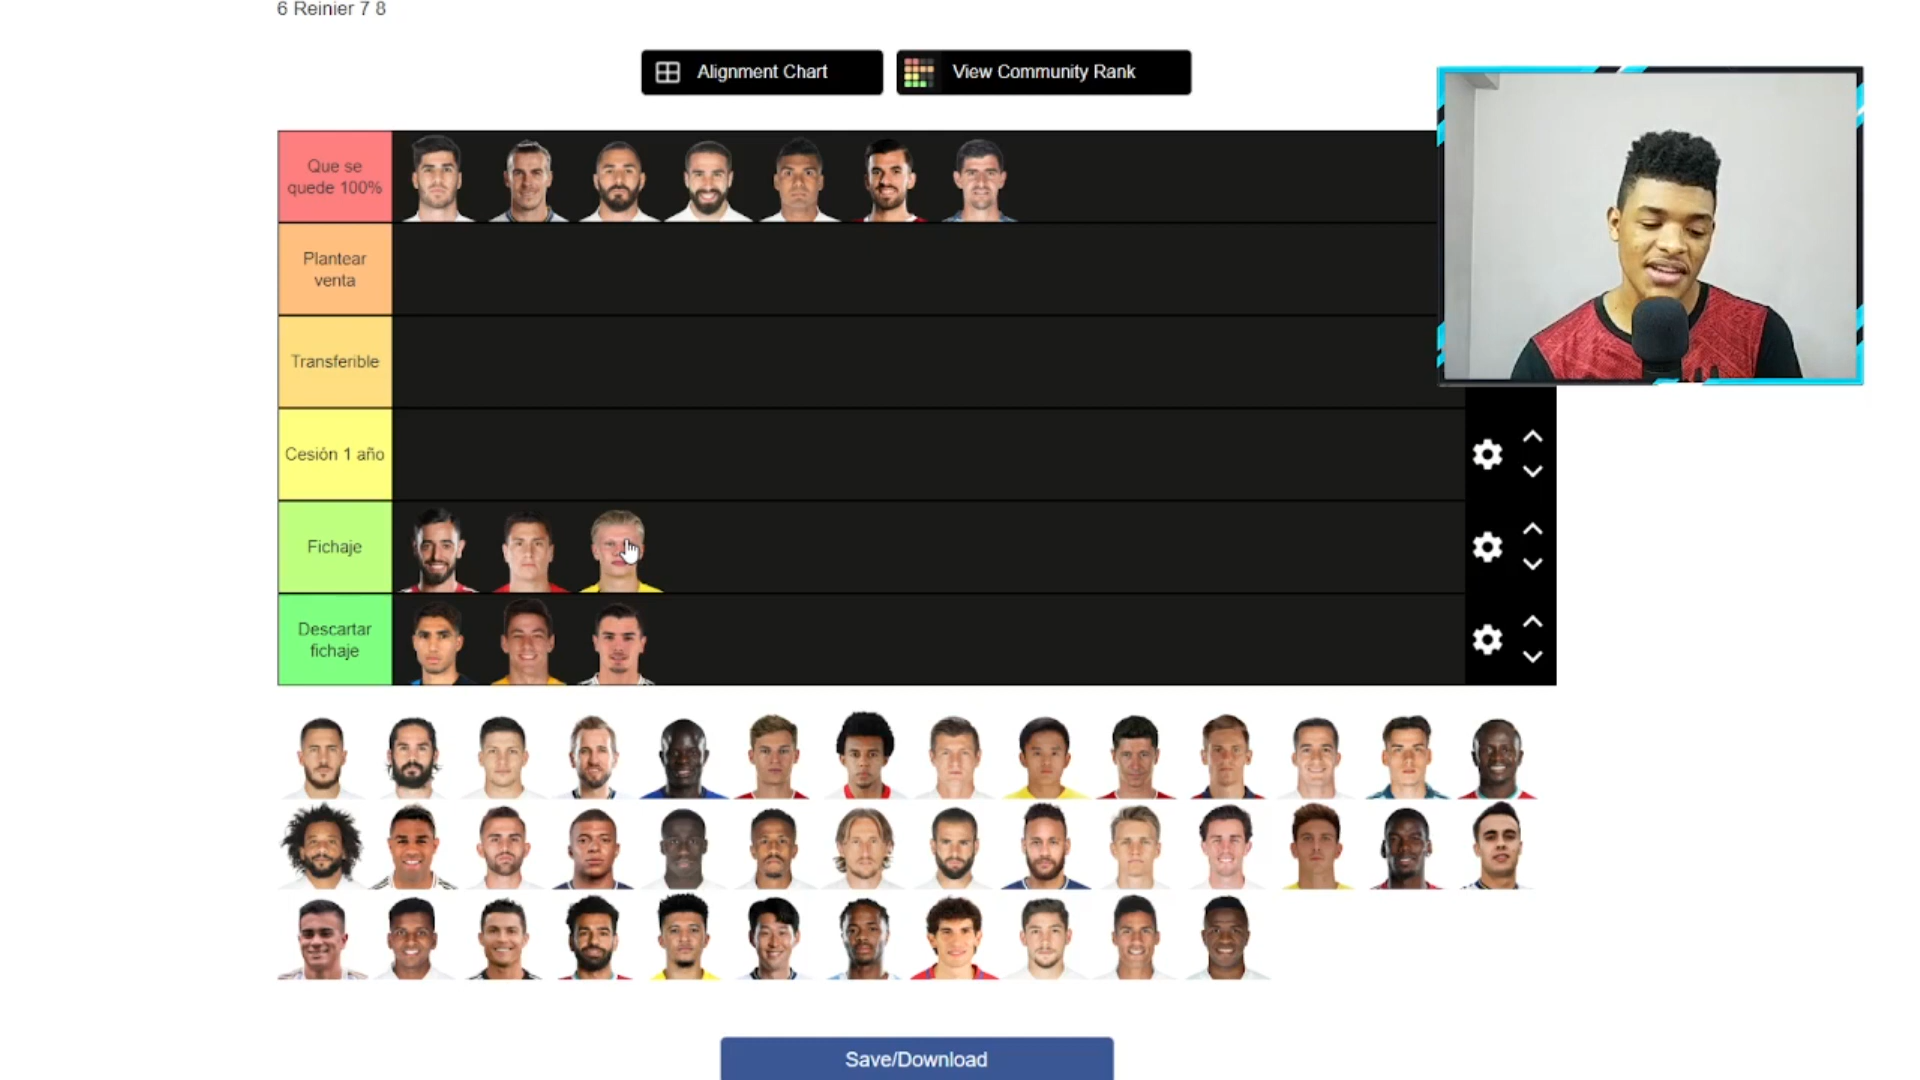 6 Reinier 7 8
Alignment Chart
View Community Rank
Que se
quede 100%
Plantear
venta
Transferible
Cesión 1 año
Fichaje
Descartar
fichaje
Save/Download